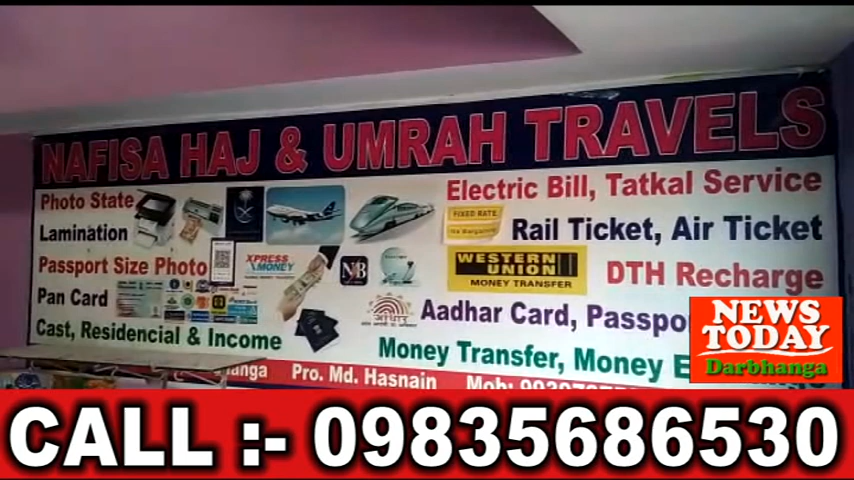 NAFISA HAJ & UMRAH TRAVELS
Photo State
Lamination
Passport Size Photo
Pan Card
Cast, Residencial & Income
XPRESS MONEY
NB
Electric Bill, Tatkal Service
FIXED RATE
No Bargaining
Rail Ticket, Air Ticket
WESTERN UNION
MONEY TRANSFER
DTH Recharge
Aadhar Card,
Money Transfer, Money
Pro. Md. Hasnain
Mob:
NEWS TODAY
Darbhanga
CALL :- 09835686530